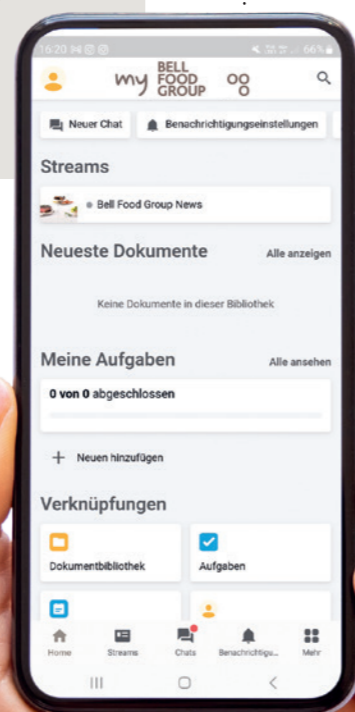 16:20
66%
my BELL FOOD GROUP
Neuer Chat
Benachrichtigungseinstellungen
Streams
Bell Food Group News
Neueste Dokumente
Alle anzeigen
Keine Dokumente in dieser Bibliothek
Meine Aufgaben
Alle ansehen
0 von 0 abgeschlossen
+ Neuen hinzufügen
Verknüpfungen
Dokumentbibliothek
Aufgaben
Home
Streams
Chats
Benachrichtigu...
Mehr